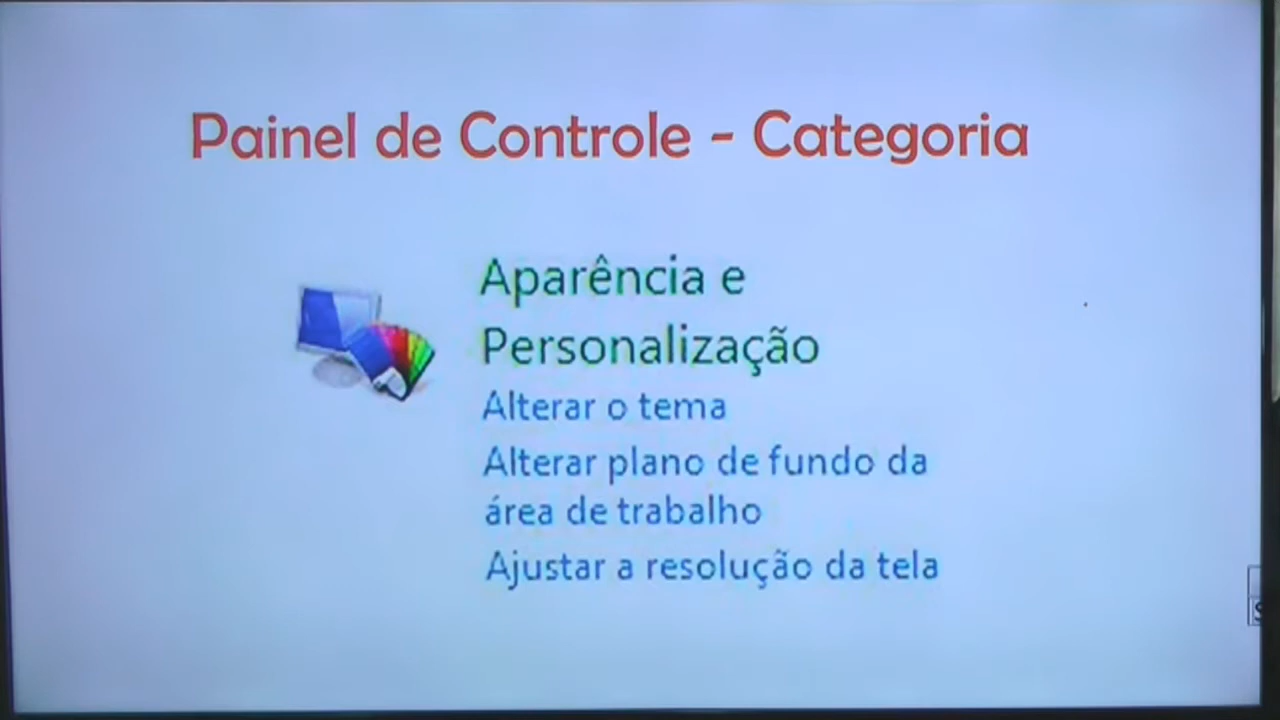 Painel de Controle - Categoria
Aparência e
Personalização
Alterar o tema
Alterar plano de fundo da
área de trabalho
Ajustar a resolução da tela